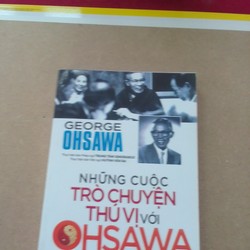 GEORGE
OHSAWA
NHỮNG CUỘC
TRÒ CHUYỆN
THÚ VỊ với
OHSAWA